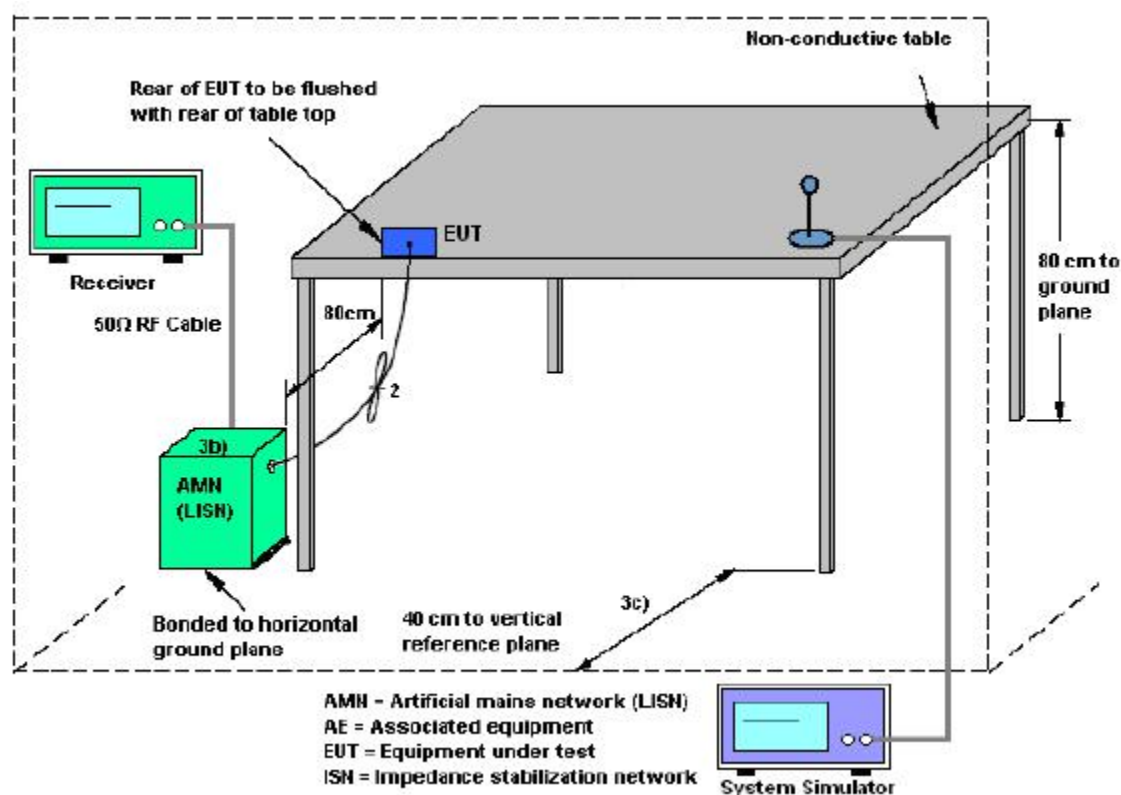 Non-conductive table
Rear of EUT to be flushed
with rear of table top
EUT
Receiver
80cm
80 cm to
ground
plane
50Ω RF Cable
2
3b)
AMN
(LISN)
3c)
Bonded to horizontal
ground plane
40 cm to vertical
reference plane
AMN = Artificial mains network (LISN)
AE = Associated equipment
EUT = Equipment under test
ISN = Impedance stabilization network
System Simulator